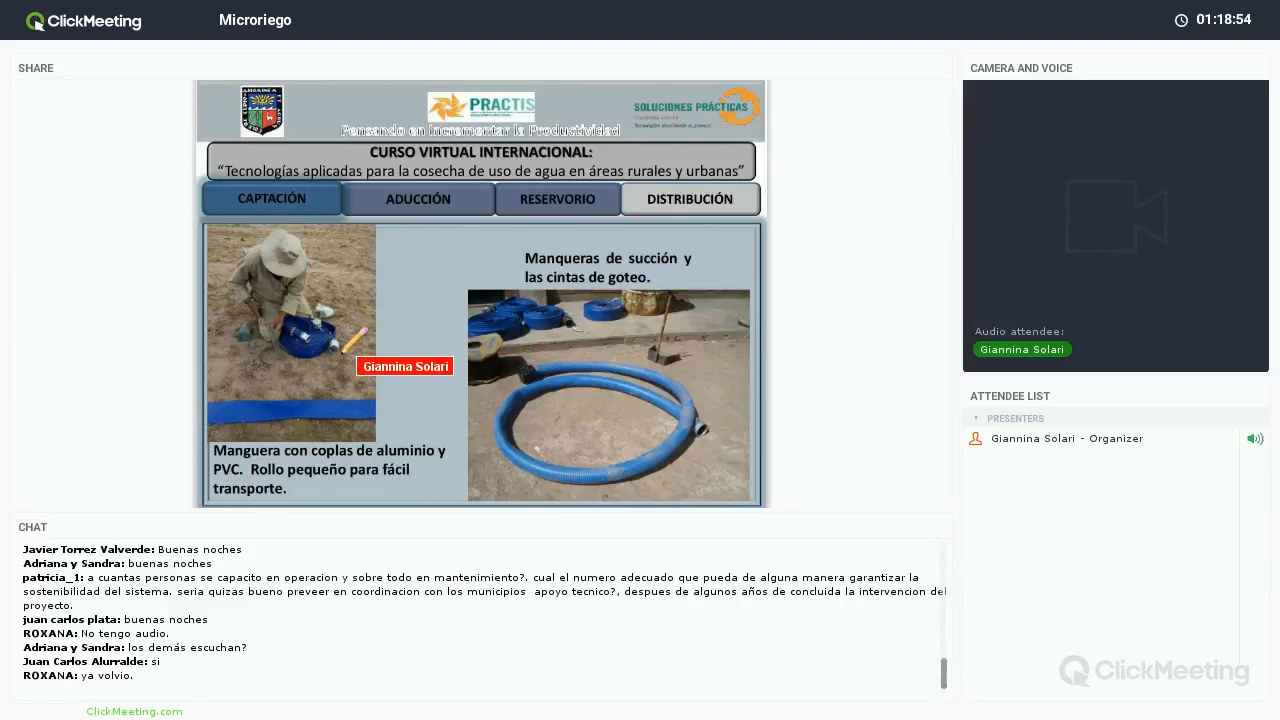 ClickMeeting
Microriego
01:18:54
SHARE
PRACTIS
SOLUCIONES PRÁCTICAS
Pensando en Incrementar la Productividad
CURSO VIRTUAL INTERNACIONAL:
“Tecnologías aplicadas para la cosecha de uso de agua en áreas rurales y urbanas”
CAPTACIÓN
ADUCCIÓN
RESERVORIO
DISTRIBUCIÓN
Manqueras de succión y
las cintas de goteo.
Giannina Solari
Manguera con coplas de aluminio y
PVC. Rollo pequeño para fácil
transporte.
CAMERA AND VOICE
Audio attendee:
Giannina Solari
ATTENDEE LIST
PRESENTERS
Giannina Solari - Organizer
CHAT
Javier Torrez Valverde: Buenas noches
Adriana y Sandra: buenas noches
patricia_1: a cuantas personas se capacito en operacion y sobre todo en mantenimiento?. cual el numero adecuado que pueda de alguna manera garantizar la
sostenibilidad del sistema. seria quizas bueno preveer en coordinacion con los municipios apoyo tecnico?, despues de algunos años de concluida la intervencion del
proyecto.
juan carlos plata: buenas noches
ROXANA: No tengo audio.
Adriana y Sandra: los demás escuchan?
Juan Carlos Alurralde: si
ROXANA: ya volvio.
ClickMeeting
ClickMeeting.com